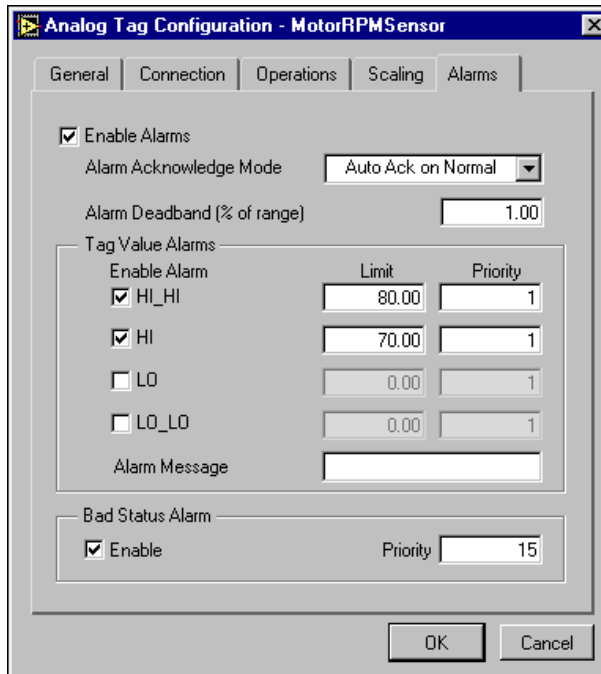 Analog Tag Configuration - MotorRPMSensor
General Connection Operations Scaling Alarms
Enable Alarms
Alarm Acknowledge Mode Auto Ack on Normal
Alarm Deadband (% of range) 1.00
Tag Value Alarms
Enable Alarm Limit Priority
HI_HI 80.00 1
HI 70.00 1
LO 0.00 1
LO_LO 0.00 1
Alarm Message
Bad Status Alarm
Enable Priority 15
OK Cancel